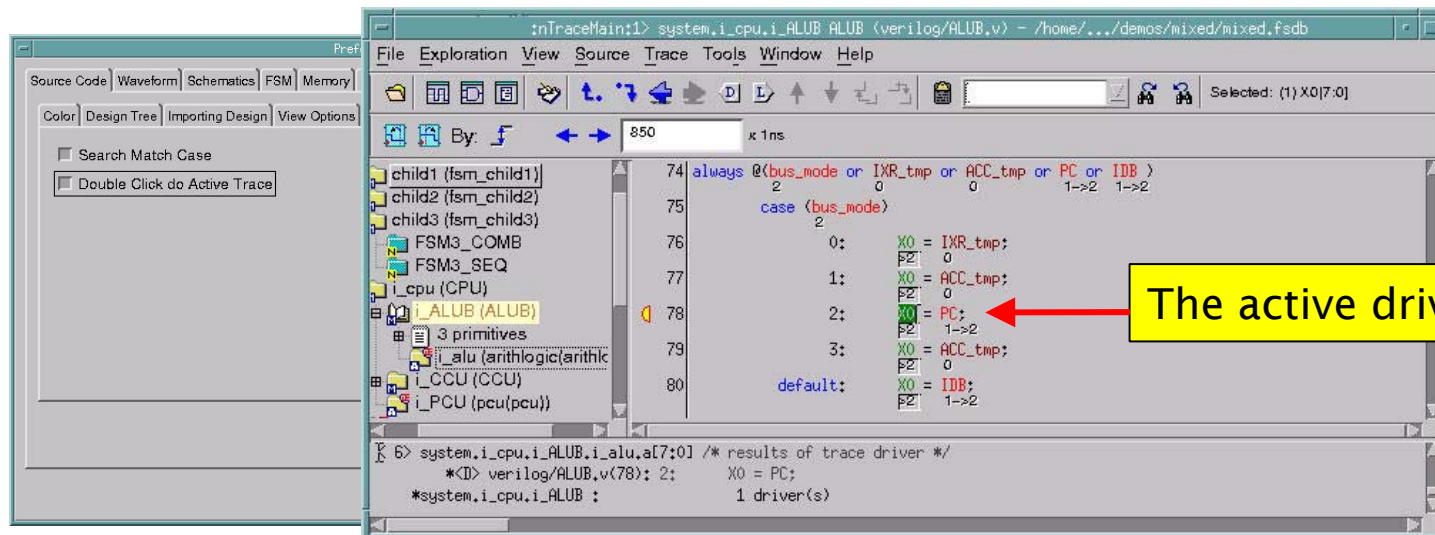 Pref
Source Code Waveform Schematics FSM Memory
Color Design Tree Importing Design View Options
Search Match Case
Double Click do Active Trace
:nTraceMain:1> system.i_cpu.i_ALUB ALUB (verilog/ALUB.v) - /home/.../demos/mixed/mixed.fsdb
File Exploration View Source Trace Tools Window Help
Selected: (1) X0[7:0]
By: 850 x 1ns
child1 (fsm_child1)
child2 (fsm_child2)
child3 (fsm_child3)
FSM3_COMB
FSM3_SEQ
i_cpu (CPU)
i_ALUB (ALUB)
3 primitives
i_alu (arithlogic(arithlc
i_CCU (CCU)
i_PCU (pcu(pcu))
74 always @(bus_mode or IXR_tmp or ACC_tmp or PC or IDB )
2 0 0 1->2 1->2
75 case (bus_mode)
2
76 0: X0 = IXR_tmp;
0
77 1: X0 = ACC_tmp;
0
78 2: X0 = PC;
1->2
79 3: X0 = ACC_tmp;
0
80 default: X0 = IDB;
1->2
The active driv
6> system.i_cpu.i_ALUB.i_alu.a[7:0] /* results of trace driver */
*<D> verilog/ALUB.v(78): 2: X0 = PC;
*system.i_cpu.i_ALUB : 1 driver(s)